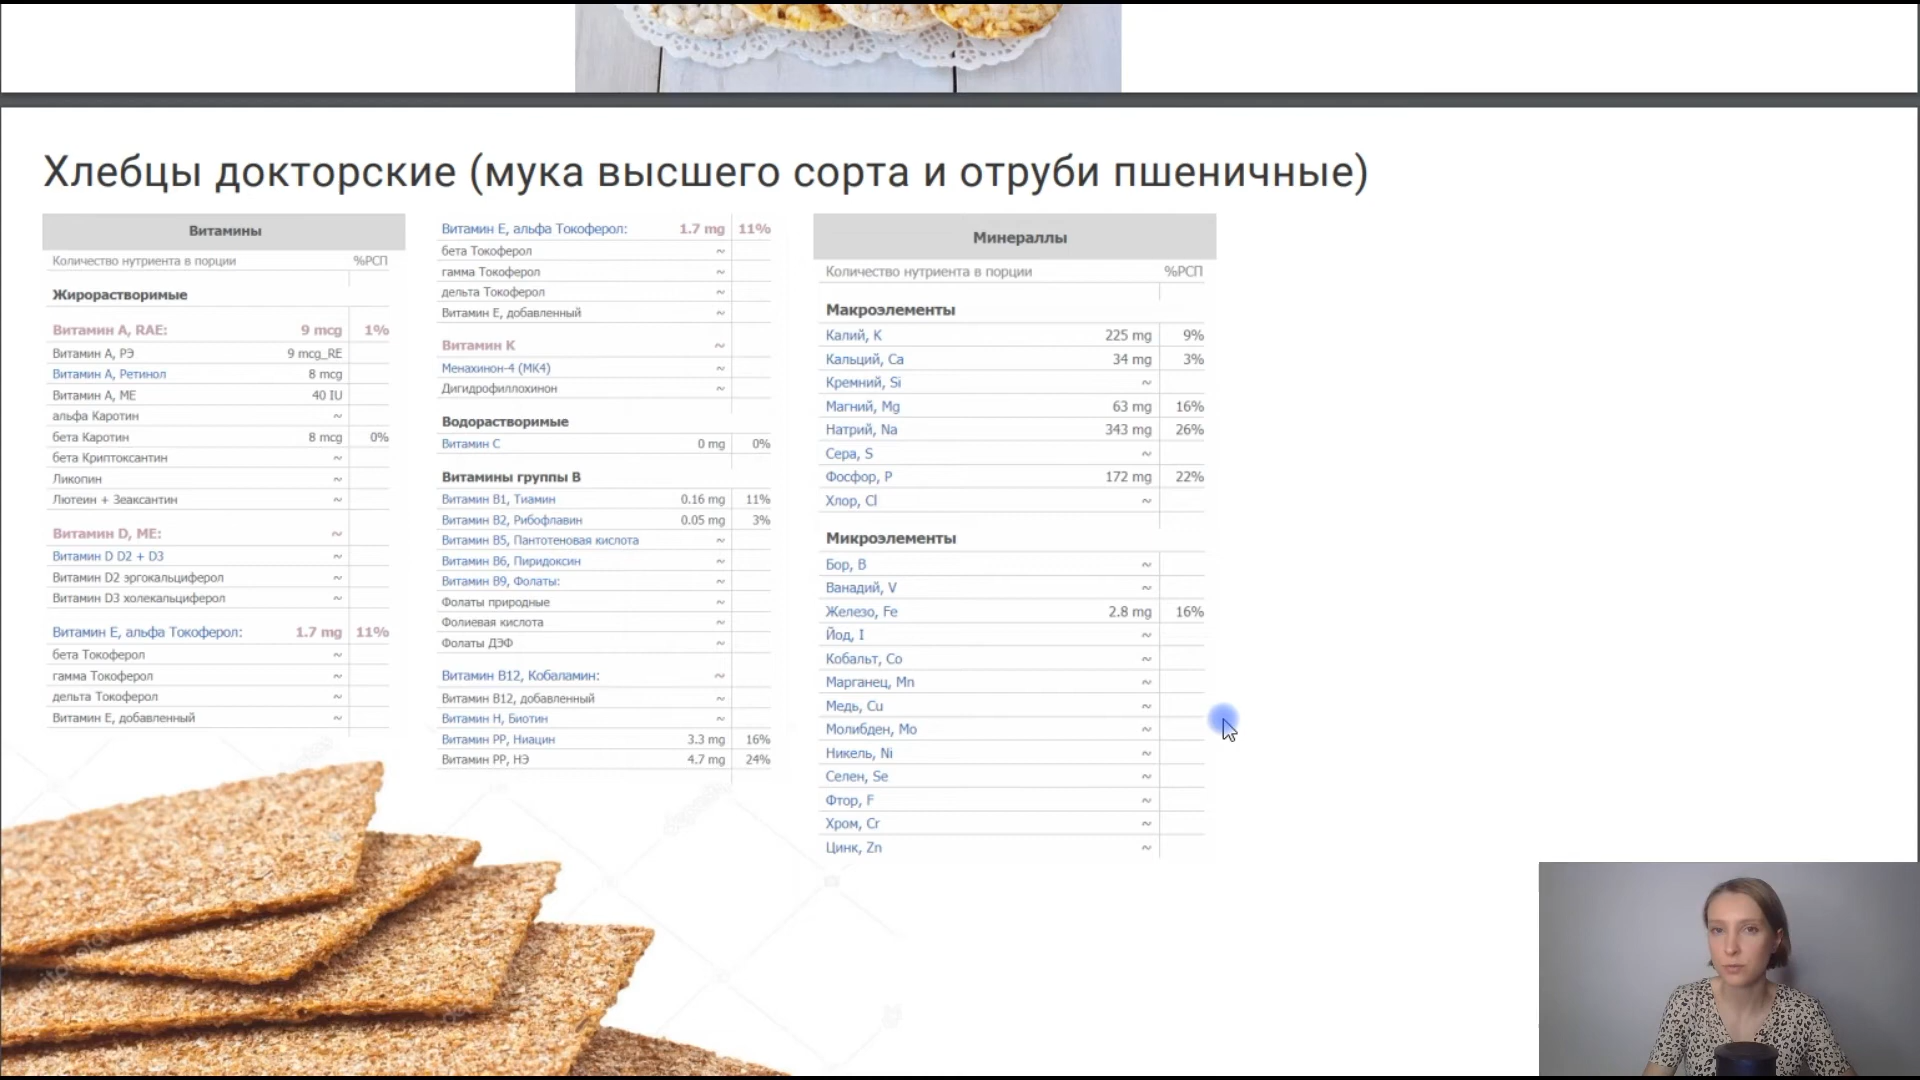 Хлебцы докторские (мука высшего сорта и отруби пшеничные)
Витамины
Количество нутриента в порции %РСП
Жирорастворимые
Витамин A, RAE: 9 mcg 1%
Витамин А, РЭ 9 mcg_RE
Витамин А, Ретинол 8 mcg
Витамин А, МЕ 40 IU
альфа Каротин ~
бета Каротин 8 mcg 0%
бета Криптоксантин ~
Ликопин ~
Лютеин + Зеаксантин ~
Витамин D, МЕ: ~
Витамин D D2 + D3 ~
Витамин D2 эргокальциферол ~
Витамин D3 холекальциферол ~
Витамин Е, альфа Токоферол: 1.7 mg 11%
бета Токоферол ~
гамма Токоферол ~
дельта Токоферол ~
Витамин Е, добавленный ~
Витамин Е, альфа Токоферол: 1.7 mg 11%
бета Токоферол ~
гамма Токоферол ~
дельта Токоферол ~
Витамин Е, добавленный ~
Витамин К ~
Менахинон-4 (МК4) ~
Дигидрофиллохинон ~
Водорастворимые
Витамин С 0 mg 0%
Витамины группы В
Витамин В1, Тиамин 0.16 mg 11%
Витамин В2, Рибофлавин 0.05 mg 3%
Витамин В5, Пантотеновая кислота ~
Витамин В6, Пиридоксин ~
Витамин В9, Фолаты: ~
Фолаты природные ~
Фолиевая кислота ~
Фолаты ДЭФ ~
Витамин В12, Кобаламин: ~
Витамин В12, добавленный ~
Витамин Н, Биотин ~
Витамин РР, Ниацин 3.3 mg 16%
Витамин РР, НЭ 4.7 mg 24%
Минераллы
Количество нутриента в порции %РСП
Макроэлементы
Калий, K 225 mg 9%
Кальций, Ca 34 mg 3%
Кремний, Si ~
Магний, Mg 63 mg 16%
Натрий, Na 343 mg 26%
Сера, S ~
Фосфор, P 172 mg 22%
Хлор, Cl ~
Микроэлементы
Бор, B ~
Ванадий, V ~
Железо, Fe 2.8 mg 16%
Йод, I ~
Кобальт, Co ~
Марганец, Mn ~
Медь, Cu ~
Молибден, Mo ~
Никель, Ni ~
Селен, Se ~
Фтор, F ~
Хром, Cr ~
Цинк, Zn ~